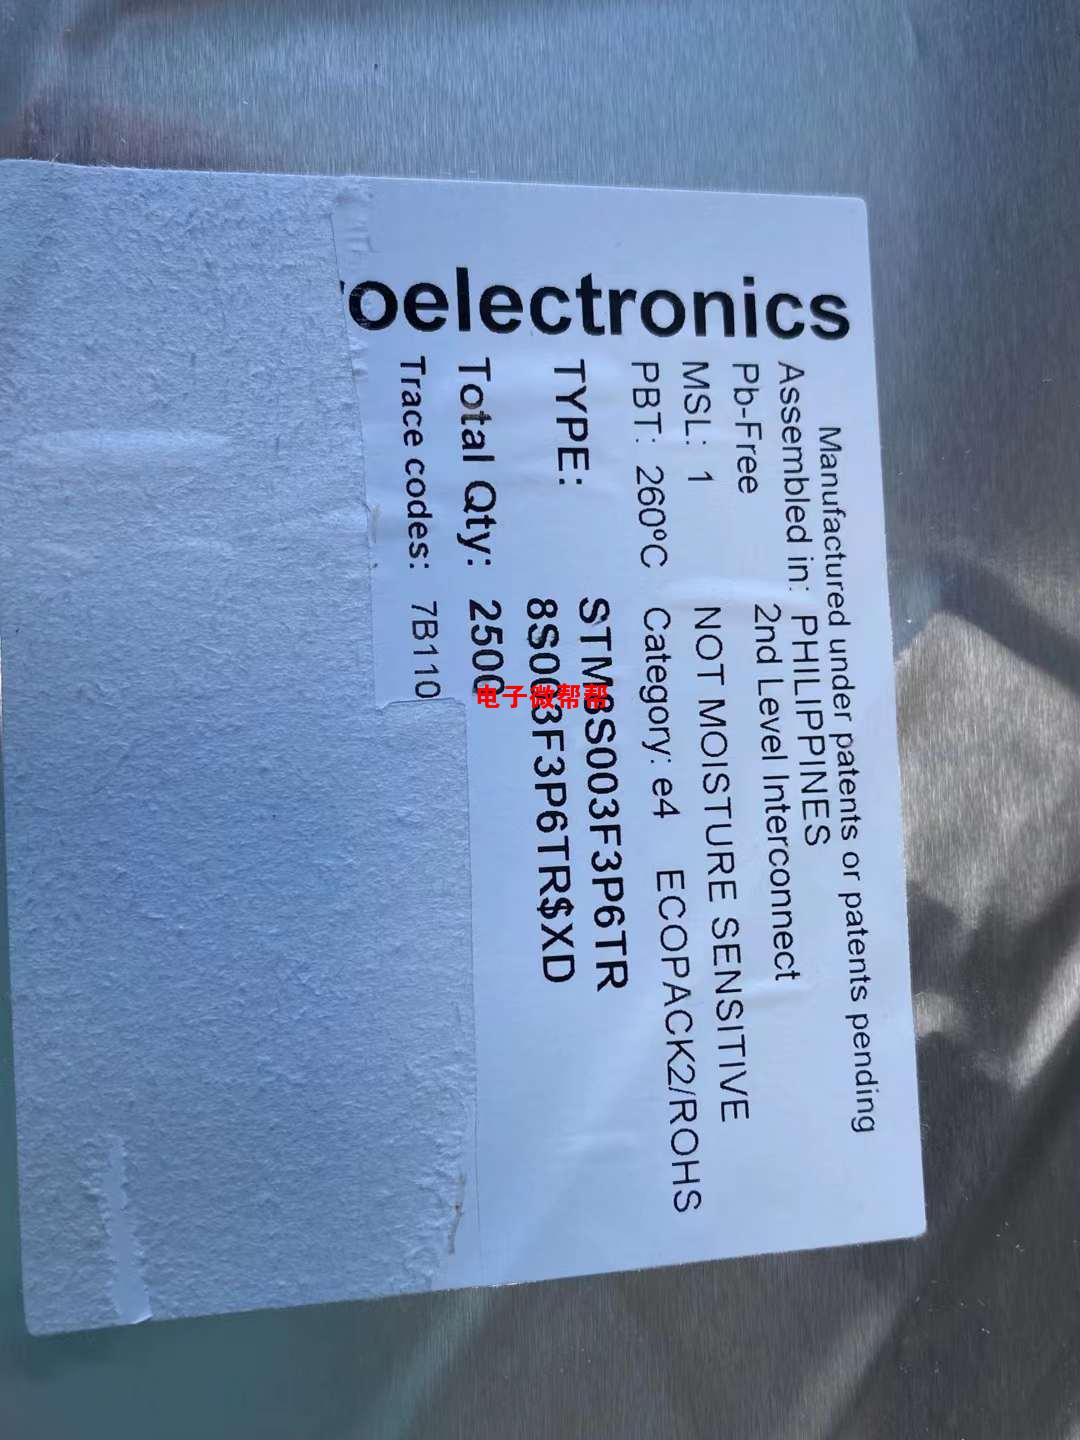 oelectronics
Manufactured under patents or patents pending
Assembled in: PHILIPPINES
Pb-Free 2nd Level Interconnect
MSL: 1 NOT MOISTURE SENSITIVE
PBT: 260ºC Category: e4 ECOPACK2/ROHS
TYPE: STM8S003F3P6TR
8S003F3P6TR$XD
Total Qty: 2500
Trace codes: 7B110
电子微帮帮